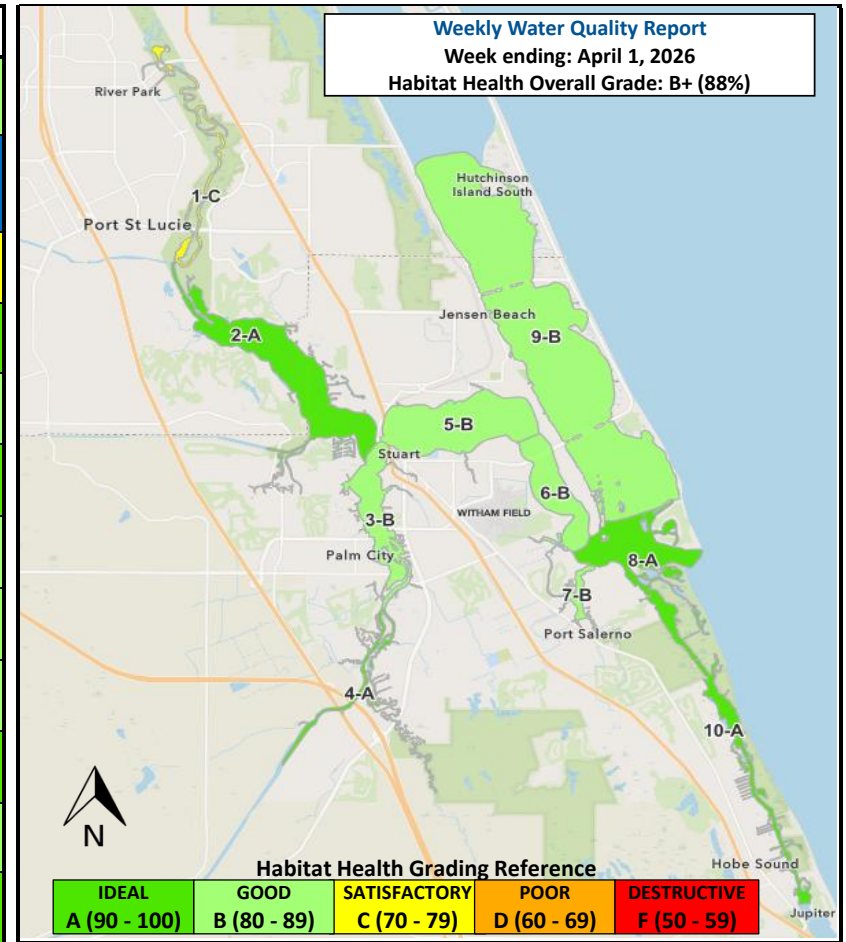 Weekly Water Quality Report
Week ending: April 1, 2026
Habitat Health Overall Grade: B+ (88%)
River Park
Hutchinson
Island South
1-C
Port St Lucie
Jensen Beach
2-A
9-B
5-B
Stuart
6-B
WITHAM FIELD
3-B
Palm City
8-A
7-B
Port Salerno
4-A
10-A
N
Hobe Sound
Jupiter
Habitat Health Grading Reference
IDEAL GOOD SATISFACTORY POOR DESTRUCTIVE
A (90 - 100) B (80 - 89) C (70 - 79) D (60 - 69) F (50 - 59)